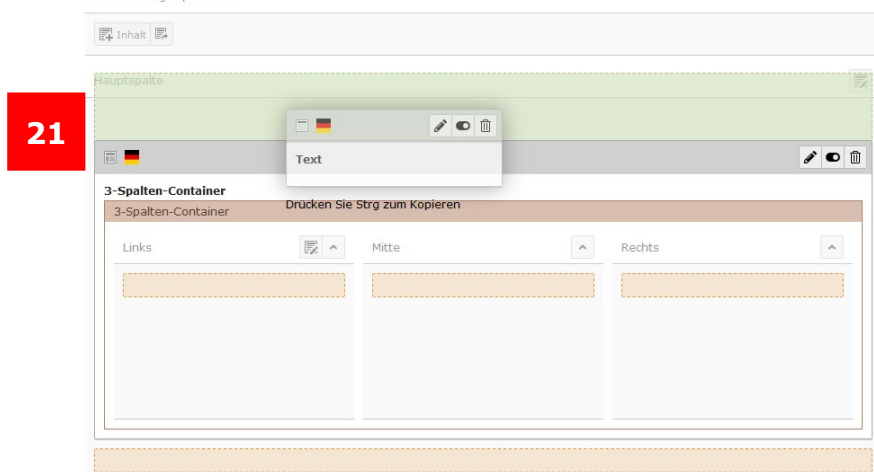 Inhalt
Hauptspalte
21
Text
3-Spalten-Container
Drücken Sie Strg zum Kopieren
3-Spalten-Container
Links
Mitte
Rechts